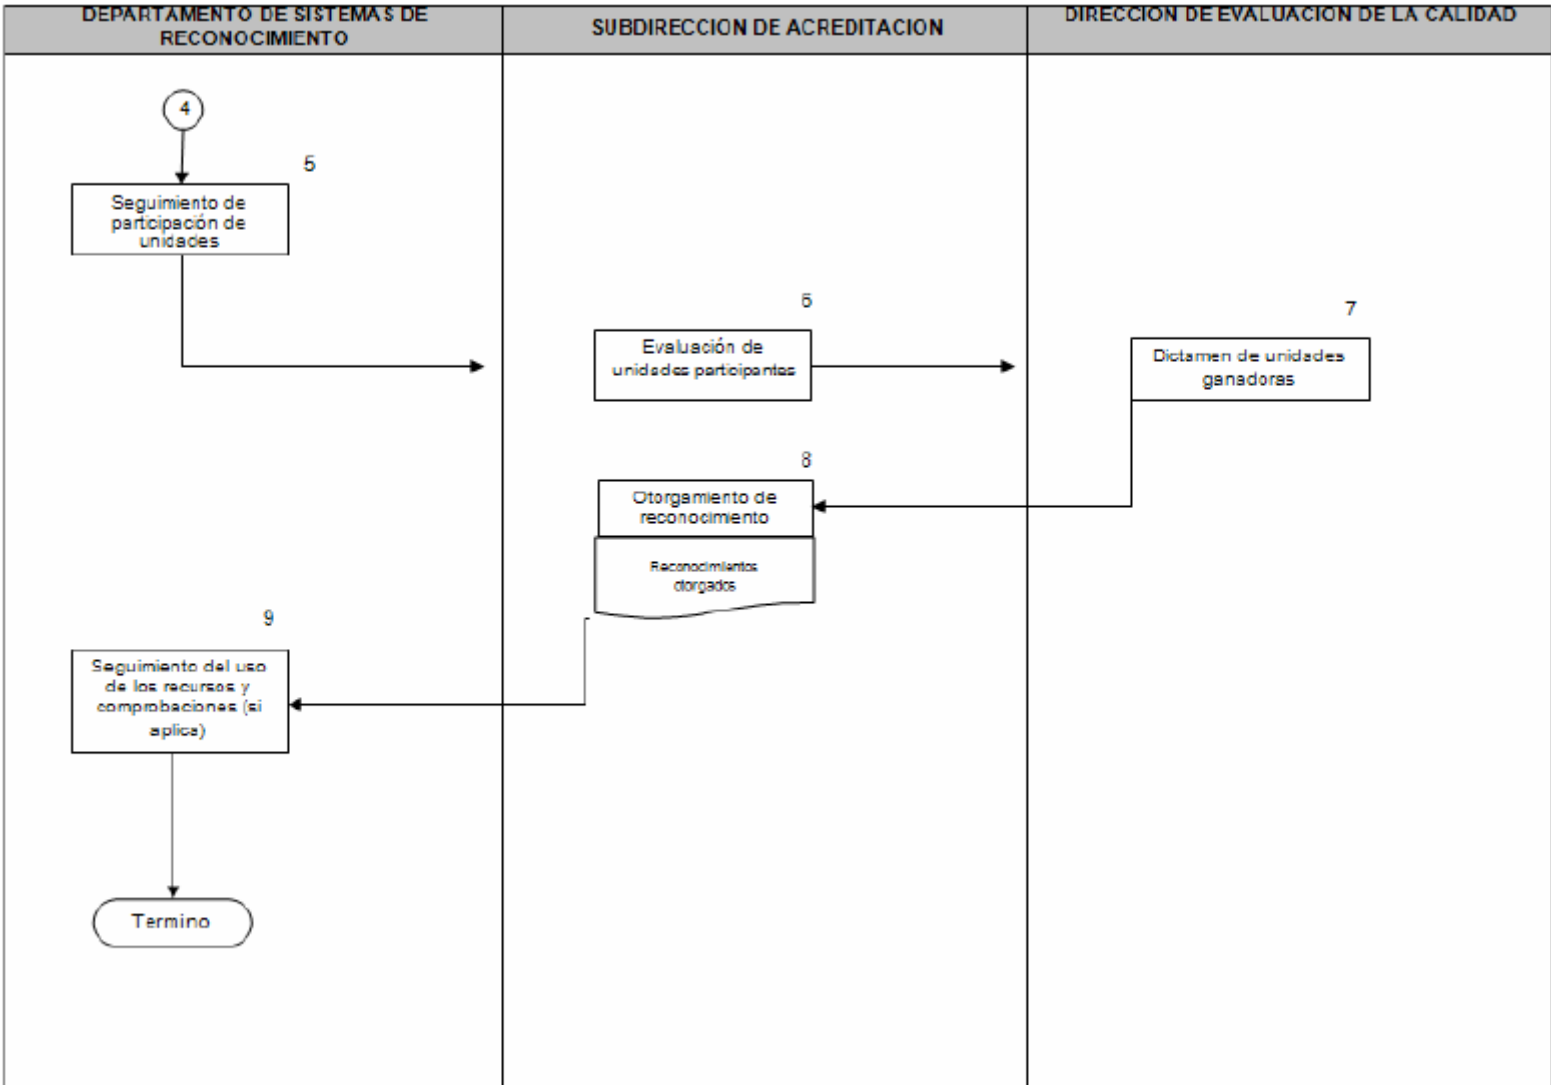 DEPARTAMENTO DE SISTEMAS DE
RECONOCIMIENTO
SUBDIRECCION DE ACREDITACION
DIRECCION DE EVALUACION DE LA CALIDAD
4
5
Seguimiento de
participación de
unidades
6
Evaluación de
unidades participantes
7
Dictamen de unidades
ganadoras
8
Otorgamiento de
reconocimiento
Reconocimientos
otorgados
9
Seguimiento del uso
de los recursos y
comprobaciones (si
aplica)
Termino